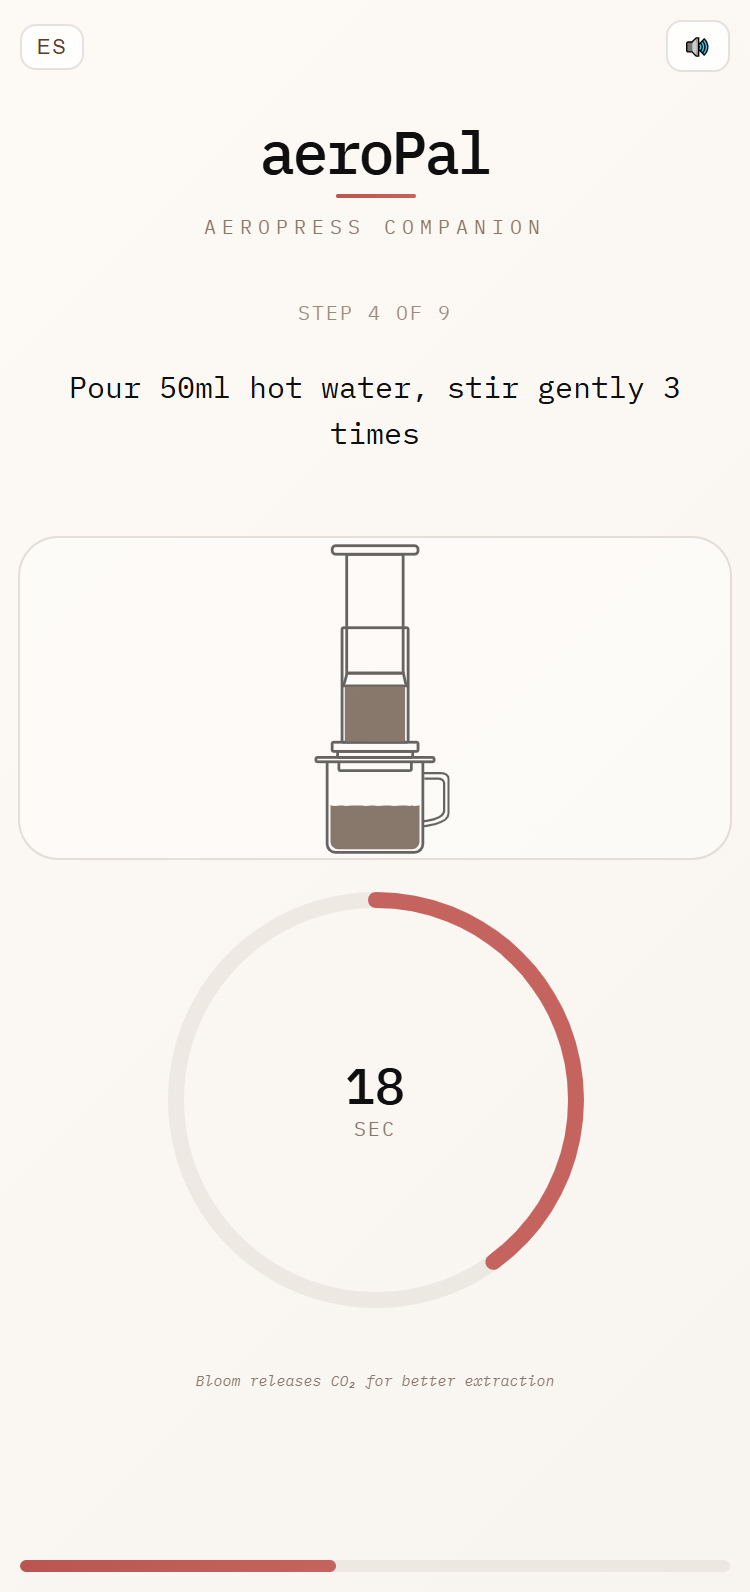 ES
aeroPal
AEROPRESS COMPANION
STEP 4 OF 9
Pour 50ml hot water, stir gently 3
times
18
SEC
Bloom releases CO₂ for better extraction